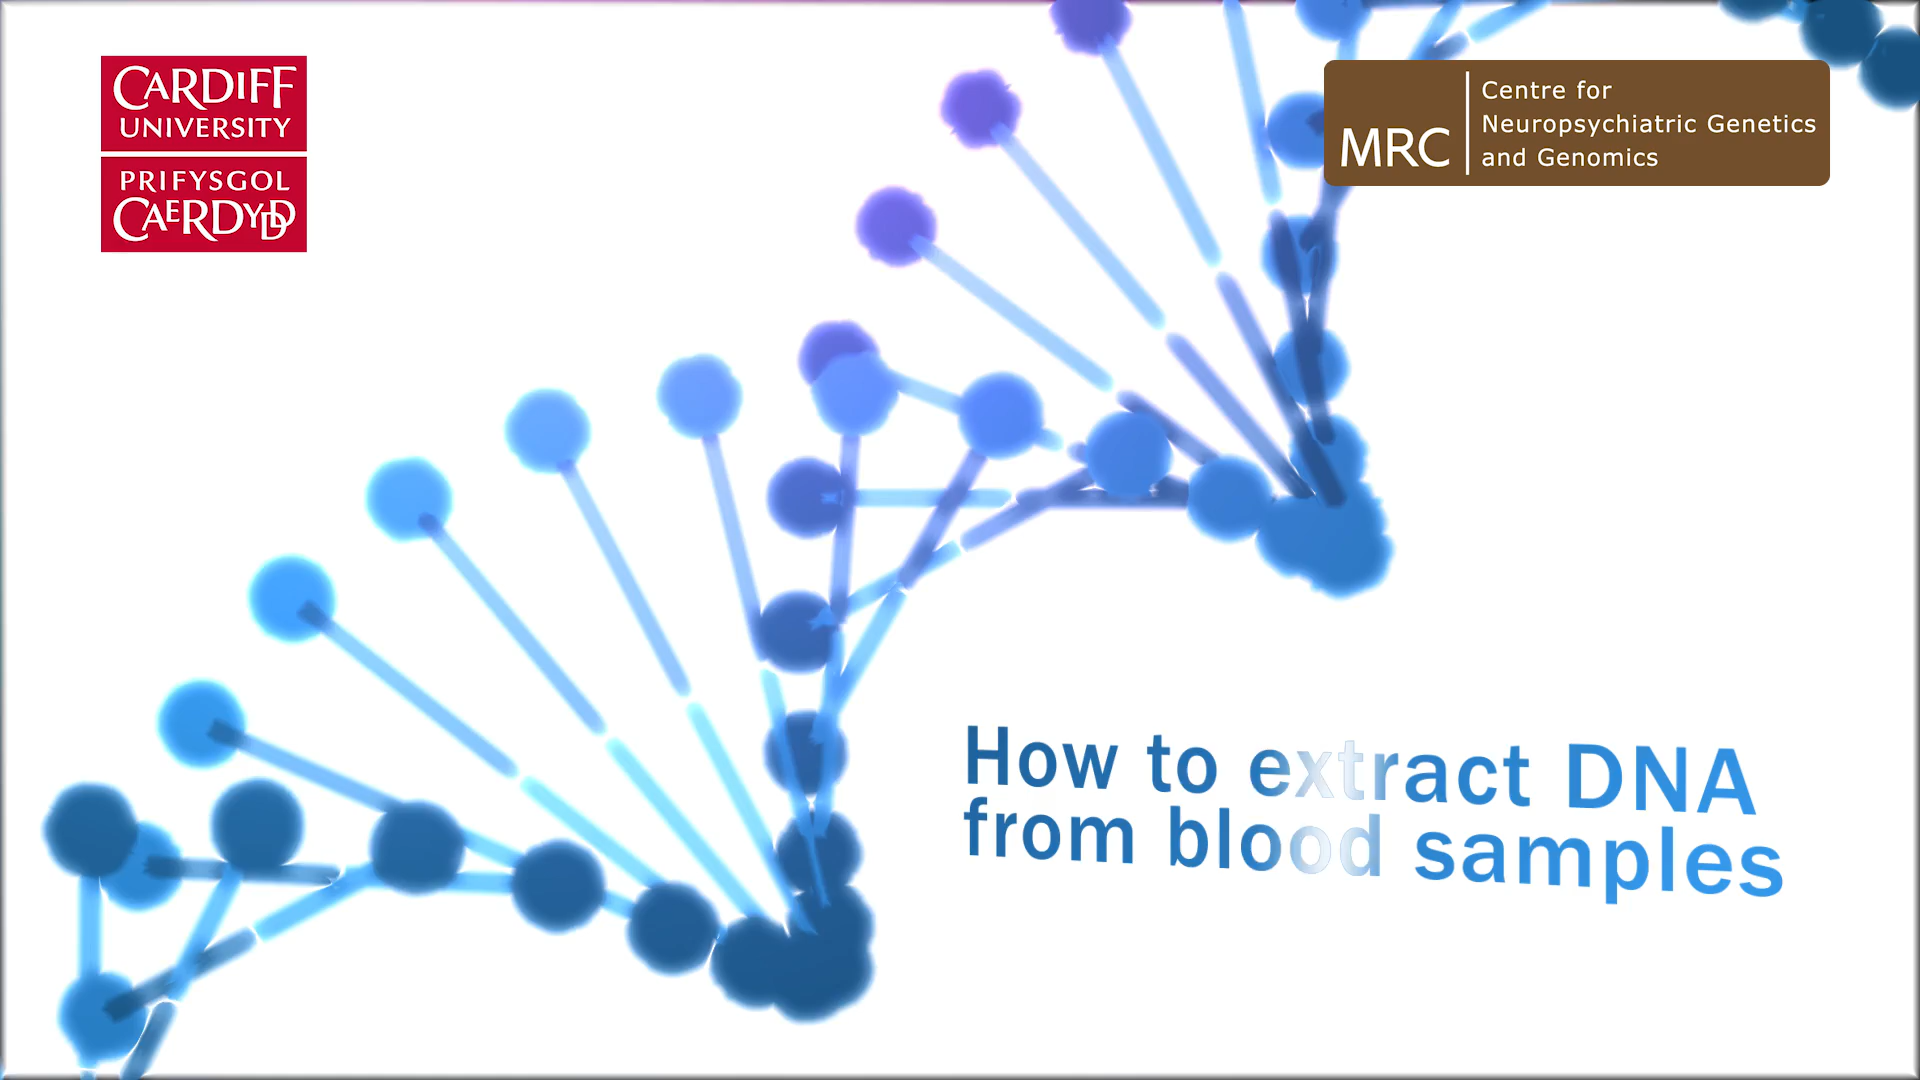 CARDIFF
UNIVERSITY
PRIFYSGOL
CAERDYDD
MRC
Centre for
Neuropsychiatric Genetics
and Genomics
How to extract DNA
from blood samples